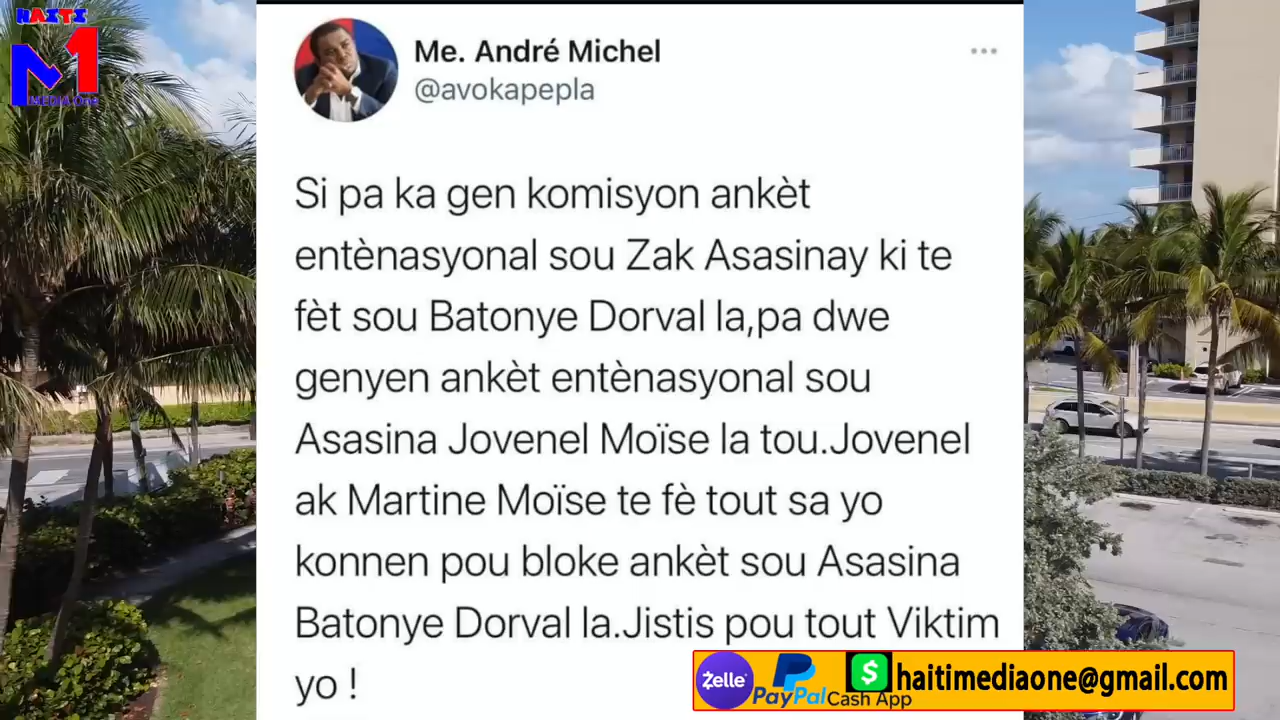 HAITI
M1
MEDIA One
Me. André Michel
@avokapepla
Si pa ka gen komisyon ankèt
entènasyonal sou Zak Asasinay ki te
fèt sou Batonye Dorval la,pa dwe
genyen ankèt entènasyonal sou
Asasina Jovenel Moïse la tou.Jovenel
ak Martine Moïse te fè tout sa yo
konnen pou bloke ankèt sou Asasina
Batonye Dorval la.Jistis pou tout Viktim
yo !
Zelle
PayPal
$
Cash App
haitimediaone@gmail.com